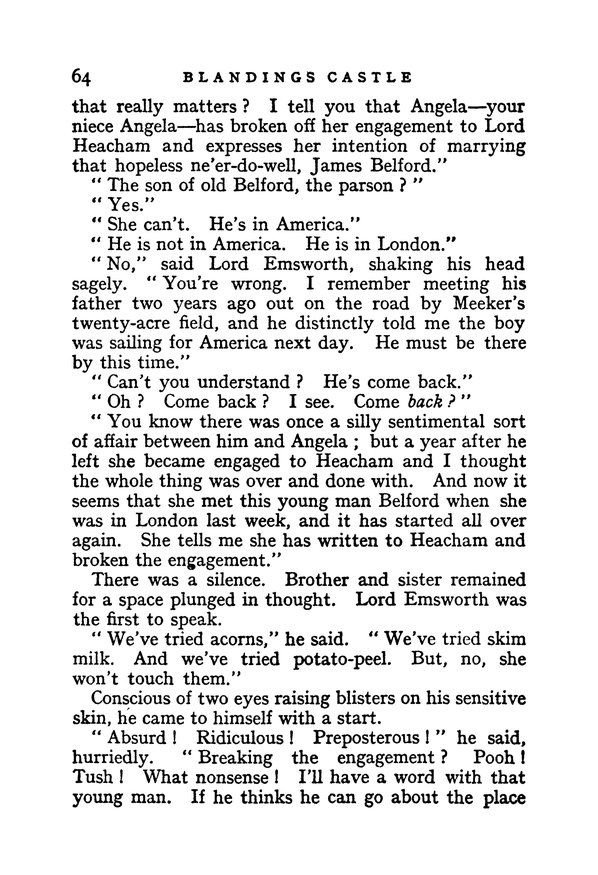 64 BLANDINGS CASTLE
that really matters ? I tell you that Angela—your
niece Angela—has broken off her engagement to Lord
Heacham and expresses her intention of marrying
that hopeless ne'er-do-well, James Belford."
" The son of old Belford, the parson ? "
" Yes."
" She can't. He's in America."
" He is not in America. He is in London."
" No," said Lord Emsworth, shaking his head
sagely. " You're wrong. I remember meeting his
father two years ago out on the road by Meeker's
twenty-acre field, and he distinctly told me the boy
was sailing for America next day. He must be there
by this time."
" Can't you understand ? He's come back."
" Oh ? Come back ? I see. Come back ? "
" You know there was once a silly sentimental sort
of affair between him and Angela ; but a year after he
left she became engaged to Heacham and I thought
the whole thing was over and done with. And now it
seems that she met this young man Belford when she
was in London last week, and it has started all over
again. She tells me she has written to Heacham and
broken the engagement."
There was a silence. Brother and sister remained
for a space plunged in thought. Lord Emsworth was
the first to speak.
" We've tried acorns," he said. " We've tried skim
milk. And we've tried potato-peel. But, no, she
won't touch them."
Conscious of two eyes raising blisters on his sensitive
skin, he came to himself with a start.
" Absurd ! Ridiculous ! Preposterous ! " he said,
hurriedly. " Breaking the engagement ? Pooh !
Tush ! What nonsense ! I'll have a word with that
young man. If he thinks he can go about the place